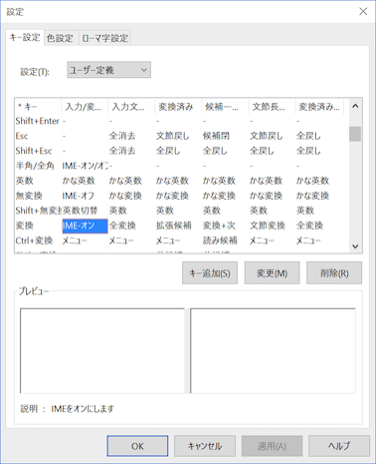 設定
キー設定 色設定 ローマ字設定
設定(T): ユーザー定義
* キー 入力/変... 入力文... 変換済み 候補一... 文節長... 変換済み...
Shift+Enter - - - - - -
Esc - 全消去 文節戻し 候補閉 文節戻し 全戻し
Shift+Esc - 全消去 全戻し 全戻し 全戻し 全戻し
半角/全角 IME-オン/オフ - - - - -
英数 かな英数 かな英数 かな英数 かな英数 かな英数 かな英数
無変換 IME-オフ かな変換 かな変換 かな変換 かな変換 かな変換
Shift+無変換 英数切替 英数 英数 英数 英数 英数
変換 IME-オン 全変換 拡張候補 変換+次 文節変換 全変換
Ctrl+変換 メニュー メニュー メニュー 読み候補 メニュー メニュー
キー追加(S) 変更(M) 削除(R)
プレビュー
説明 : IMEをオンにします
OK キャンセル 適用(A) ヘルプ